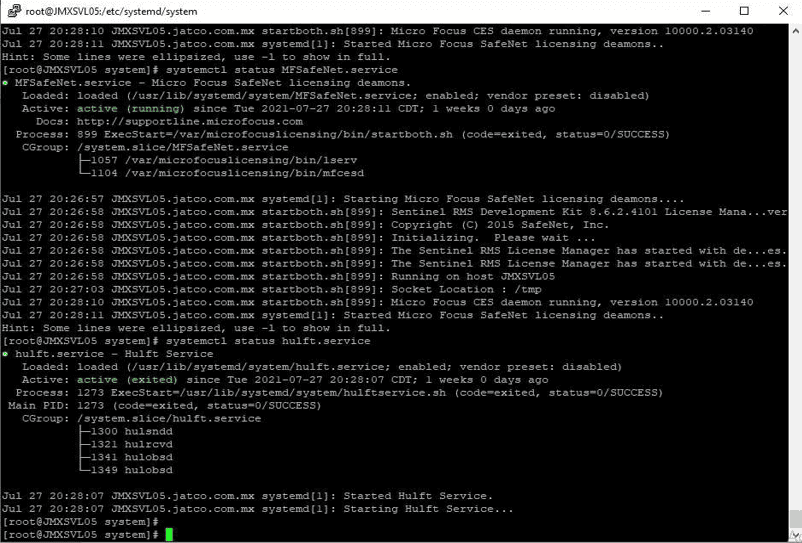 root@JMXSVL05:/etc/systemd/system
Jul 27 20:28:10 JMXSVL05.jatco.com.mx startboth.sh[899]: Micro Focus CES daemon running, version 10000.2.03140
Jul 27 20:28:11 JMXSVL05.jatco.com.mx systemd[1]: Started Micro Focus SafeNet licensing deamons..
Hint: Some lines were ellipsized, use -l to show in full.
[root@JMXSVL05 system]# systemctl status MFSafeNet.service
● MFSafeNet.service - Micro Focus SafeNet licensing deamons.
Loaded: loaded (/usr/lib/systemd/system/MFSafeNet.service; enabled; vendor preset: disabled)
Active: active (running) since Tue 2021-07-27 20:28:11 CDT; 1 weeks 0 days ago
Docs: http://supportline.microfocus.com
Process: 899 ExecStart=/var/microfocuslicensing/bin/startboth.sh (code=exited, status=0/SUCCESS)
CGroup: /system.slice/MFSafeNet.service
├─1057 /var/microfocuslicensing/bin/lserv
└─1104 /var/microfocuslicensing/bin/mfcesd
Jul 27 20:26:57 JMXSVL05.jatco.com.mx systemd[1]: Starting Micro Focus SafeNet licensing deamons....
Jul 27 20:26:58 JMXSVL05.jatco.com.mx startboth.sh[899]: Sentinel RMS Development Kit 8.6.2.4101 License Mana...ver
Jul 27 20:26:58 JMXSVL05.jatco.com.mx startboth.sh[899]: Copyright (C) 2015 SafeNet, Inc.
Jul 27 20:26:58 JMXSVL05.jatco.com.mx startboth.sh[899]: Initializing.  Please wait ...
Jul 27 20:26:58 JMXSVL05.jatco.com.mx startboth.sh[899]: The Sentinel RMS License Manager has started with de...es.
Jul 27 20:26:58 JMXSVL05.jatco.com.mx startboth.sh[899]: The Sentinel RMS License Manager has started with de...es.
Jul 27 20:26:58 JMXSVL05.jatco.com.mx startboth.sh[899]: Running on host JMXSVL05
Jul 27 20:27:03 JMXSVL05.jatco.com.mx startboth.sh[899]: Socket Location : /tmp
Jul 27 20:28:10 JMXSVL05.jatco.com.mx startboth.sh[899]: Micro Focus CES daemon running, version 10000.2.03140
Jul 27 20:28:11 JMXSVL05.jatco.com.mx systemd[1]: Started Micro Focus SafeNet licensing deamons..
Hint: Some lines were ellipsized, use -l to show in full.
[root@JMXSVL05 system]# systemctl status hulft.service
● hulft.service - Hulft Service
Loaded: loaded (/usr/lib/systemd/system/hulft.service; enabled; vendor preset: disabled)
Active: active (exited) since Tue 2021-07-27 20:28:07 CDT; 1 weeks 0 days ago
Process: 1273 ExecStart=/usr/lib/systemd/system/hulftservice.sh (code=exited, status=0/SUCCESS)
Main PID: 1273 (code=exited, status=0/SUCCESS)
CGroup: /system.slice/hulft.service
├─1300 hulsndd
├─1321 hulrcvd
├─1341 hulobsd
└─1349 hulobsd
Jul 27 20:28:07 JMXSVL05.jatco.com.mx systemd[1]: Started Hulft Service.
Jul 27 20:28:07 JMXSVL05.jatco.com.mx systemd[1]: Starting Hulft Service...
[root@JMXSVL05 system]#
[root@JMXSVL05 system]#